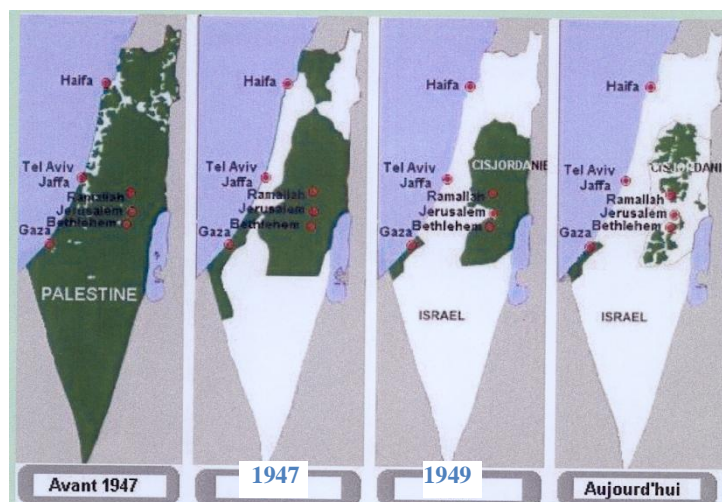 Haifa
Tel Aviv
Jaffa
Ramallah
Jerusalem
Bethlehem
Gaza
PALESTINE
Avant 1947
Haifa
Tel Aviv
Jaffa
Ramallah
Jerusalem
Bethlehem
Gaza
1947
Haifa
CISJORDANIE
Tel Aviv
Jaffa
Ramallah
Jerusalem
Bethlehem
Gaza
ISRAEL
1949
Haifa
CISJORDANIE
Tel Aviv
Jaffa
Ramallah
Jerusalem
Bethlehem
Gaza
ISRAEL
Aujourd'hui